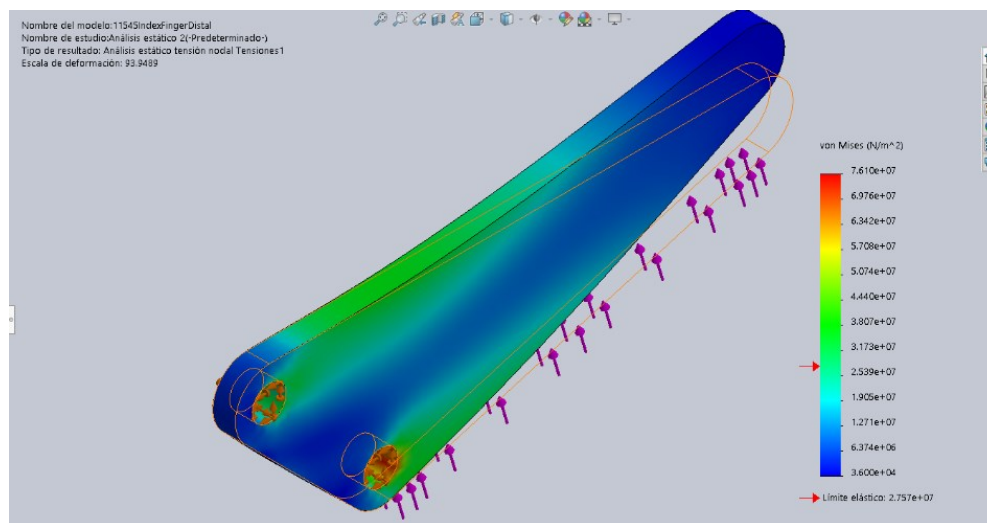 Nombre del modelo:11545IndexFingerDistal
Nombre de estudio:Análisis estático 2(-Predeterminado-)
Tipo de resultado: Análisis estático tensión nodal Tensiones1
Escala de deformación: 93.9489
von Mises (N/m^2)
7.610e+07
6.976e+07
6.342e+07
5.708e+07
5.074e+07
4.440e+07
3.807e+07
3.173e+07
2.539e+07
1.905e+07
1.271e+07
6.374e+06
3.600e+04
Límite elástico: 2.757e+07